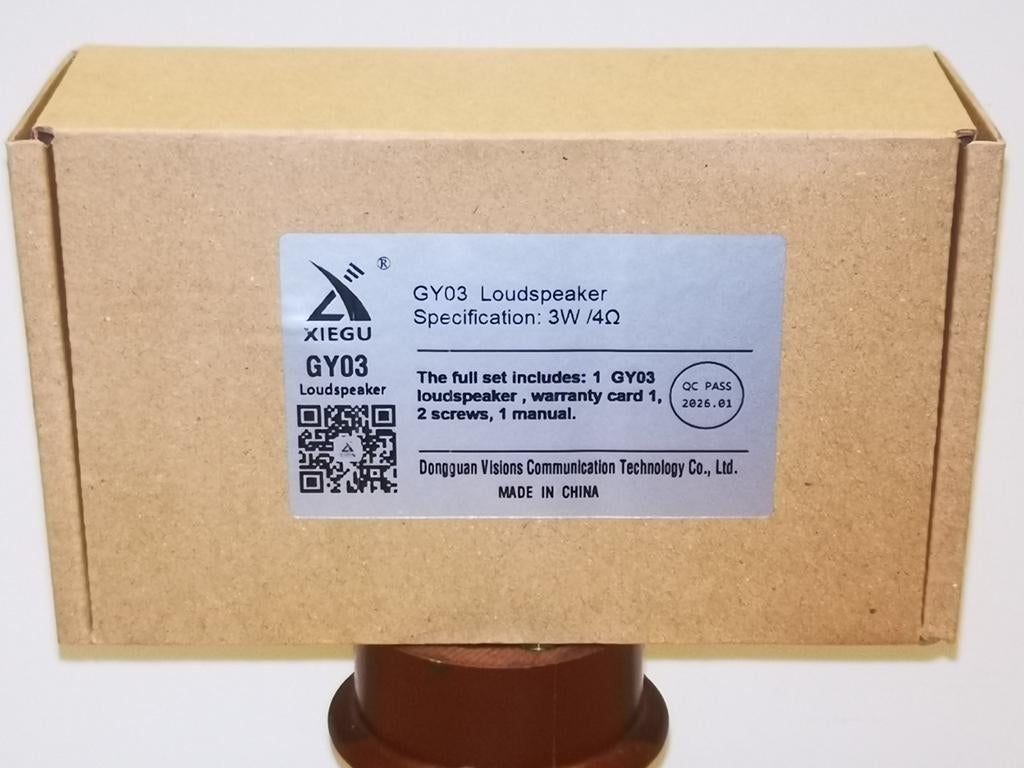 ®
XIEGU
GY03
Loudspeaker
GY03 Loudspeaker
Specification: 3W /4Ω
The full set includes: 1 GY03
loudspeaker , warranty card 1,
2 screws, 1 manual.
QC PASS
2026.01
Dongguan Visions Communication Technology Co., Ltd.
MADE IN CHINA